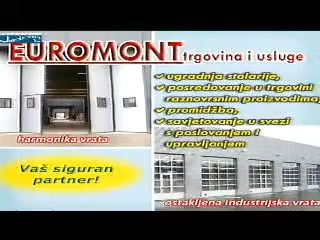 EUROMONT trgovina i usluge
ugradnja stolarije,
posredovanje u trgovini
raznovrsnim proizvodima,
promidžba,
savjetovanje u svezi
s poslovanjem i
upravljanjem
harmonika vrata
Vaš siguran
partner!
ostakljena industrijska vrata